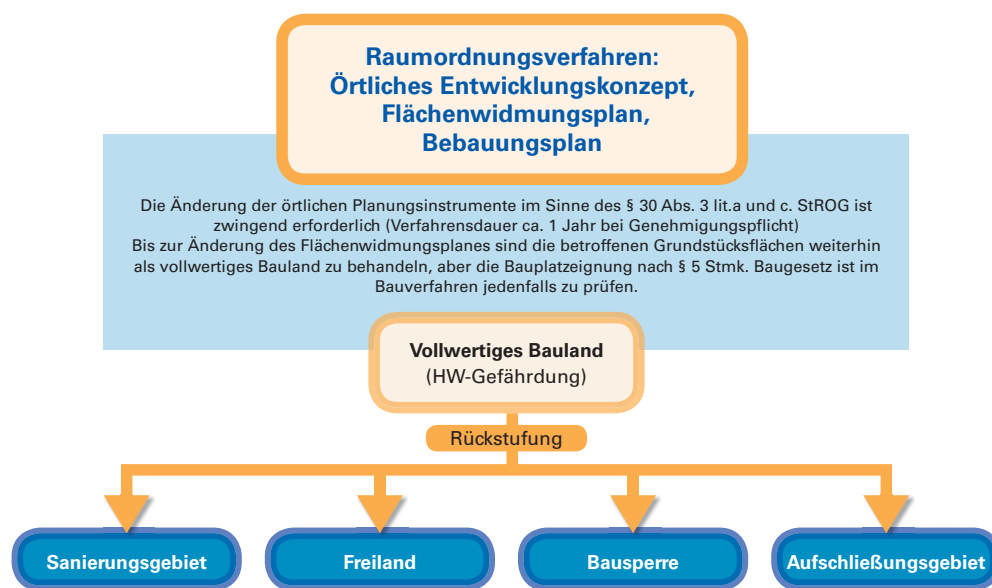 Raumordnungsverfahren:
Örtliches Entwicklungskonzept,
Flächenwidmungsplan,
Bebauungsplan
Die Änderung der örtlichen Planungsinstrumente im Sinne des § 30 Abs. 3 lit.a und c. StROG ist
zwingend erforderlich (Verfahrensdauer ca. 1 Jahr bei Genehmigungspflicht)
Bis zur Änderung des Flächenwidmungsplanes sind die betroffenen Grundstücksflächen weiterhin
als vollwertiges Bauland zu behandeln, aber die Bauplatzeignung nach § 5 Stmk. Baugesetz ist im
Bauverfahren jedenfalls zu prüfen.
Vollwertiges Bauland
(HW-Gefährdung)
Rückstufung
Sanierungsgebiet
Freiland
Bausperre
Aufschließungsgebiet